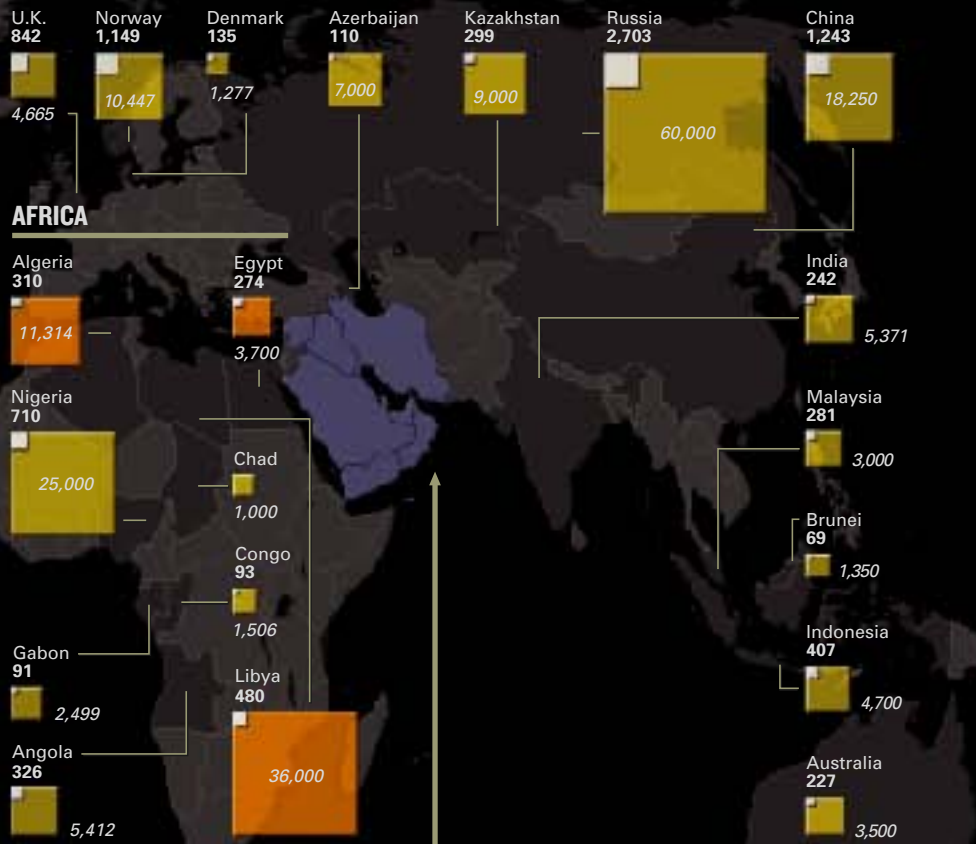 U.K.
842
4,665
Norway
1,149
10,447
Denmark
135
1,277
Azerbaijan
110
7,000
Kazakhstan
299
9,000
Russia
2,703
60,000
China
1,243
18,250
AFRICA
Algeria
310
11,314
Egypt
274
3,700
India
242
5,371
Nigeria
710
25,000
Chad
1,000
Malaysia
281
3,000
Congo
93
1,506
Brunei
69
1,350
Gabon
91
2,499
Libya
480
36,000
Indonesia
407
4,700
Angola
326
5,412
Australia
227
3,500